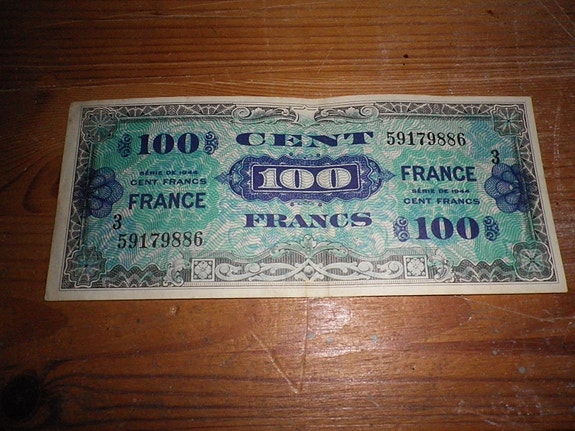 100
SÉRIE DE 1944
CENT FRANCS
FRANCE
3
59179886
CENT
100
FRANCS
59179886
3
FRANCE
SÉRIE DE 1944
CENT FRANCS
100